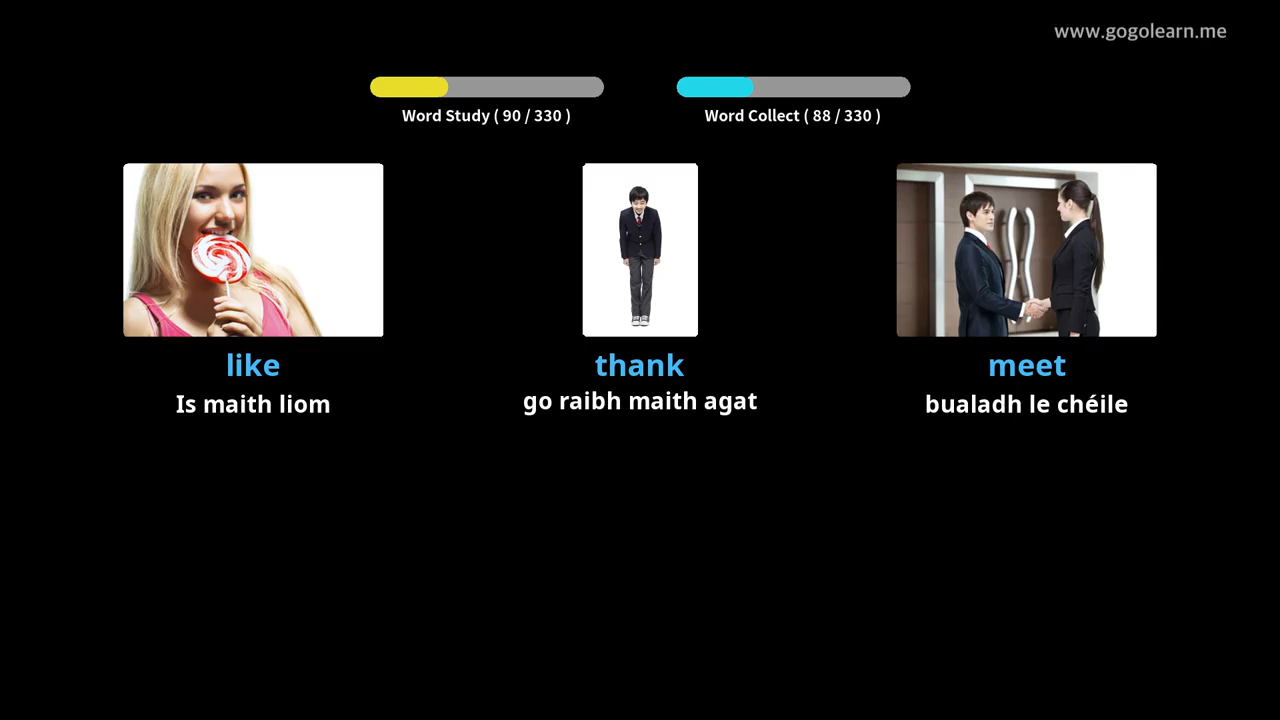 www.gogolearn.me
Word Study ( 90 / 330 )
Word Collect ( 88 / 330 )
like
thank
meet
Is maith liom
go raibh maith agat
bualadh le chéile